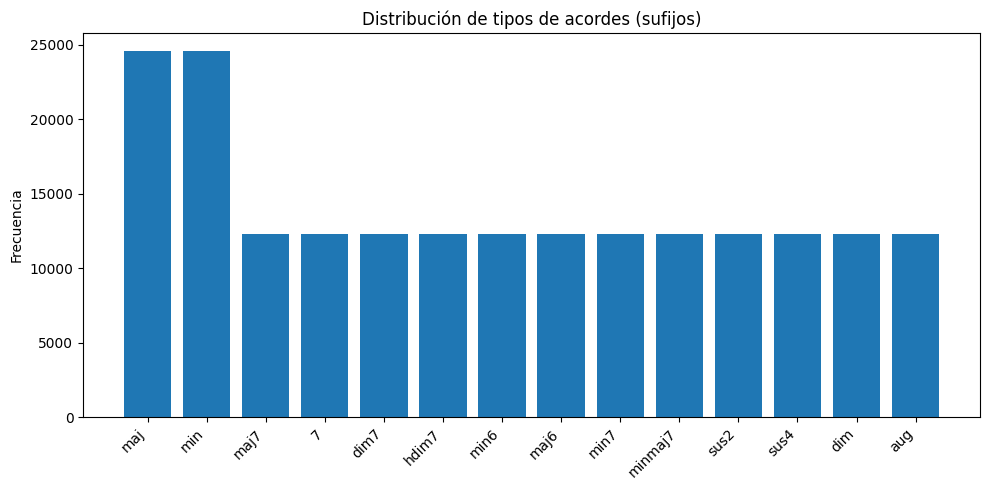 Distribución de tipos de acordes (sufijos)
Frecuencia
25000
20000
15000
10000
5000
0
maj
min
maj7
7
dim7
hdim7
min6
maj6
min7
minmaj7
sus2
sus4
dim
aug